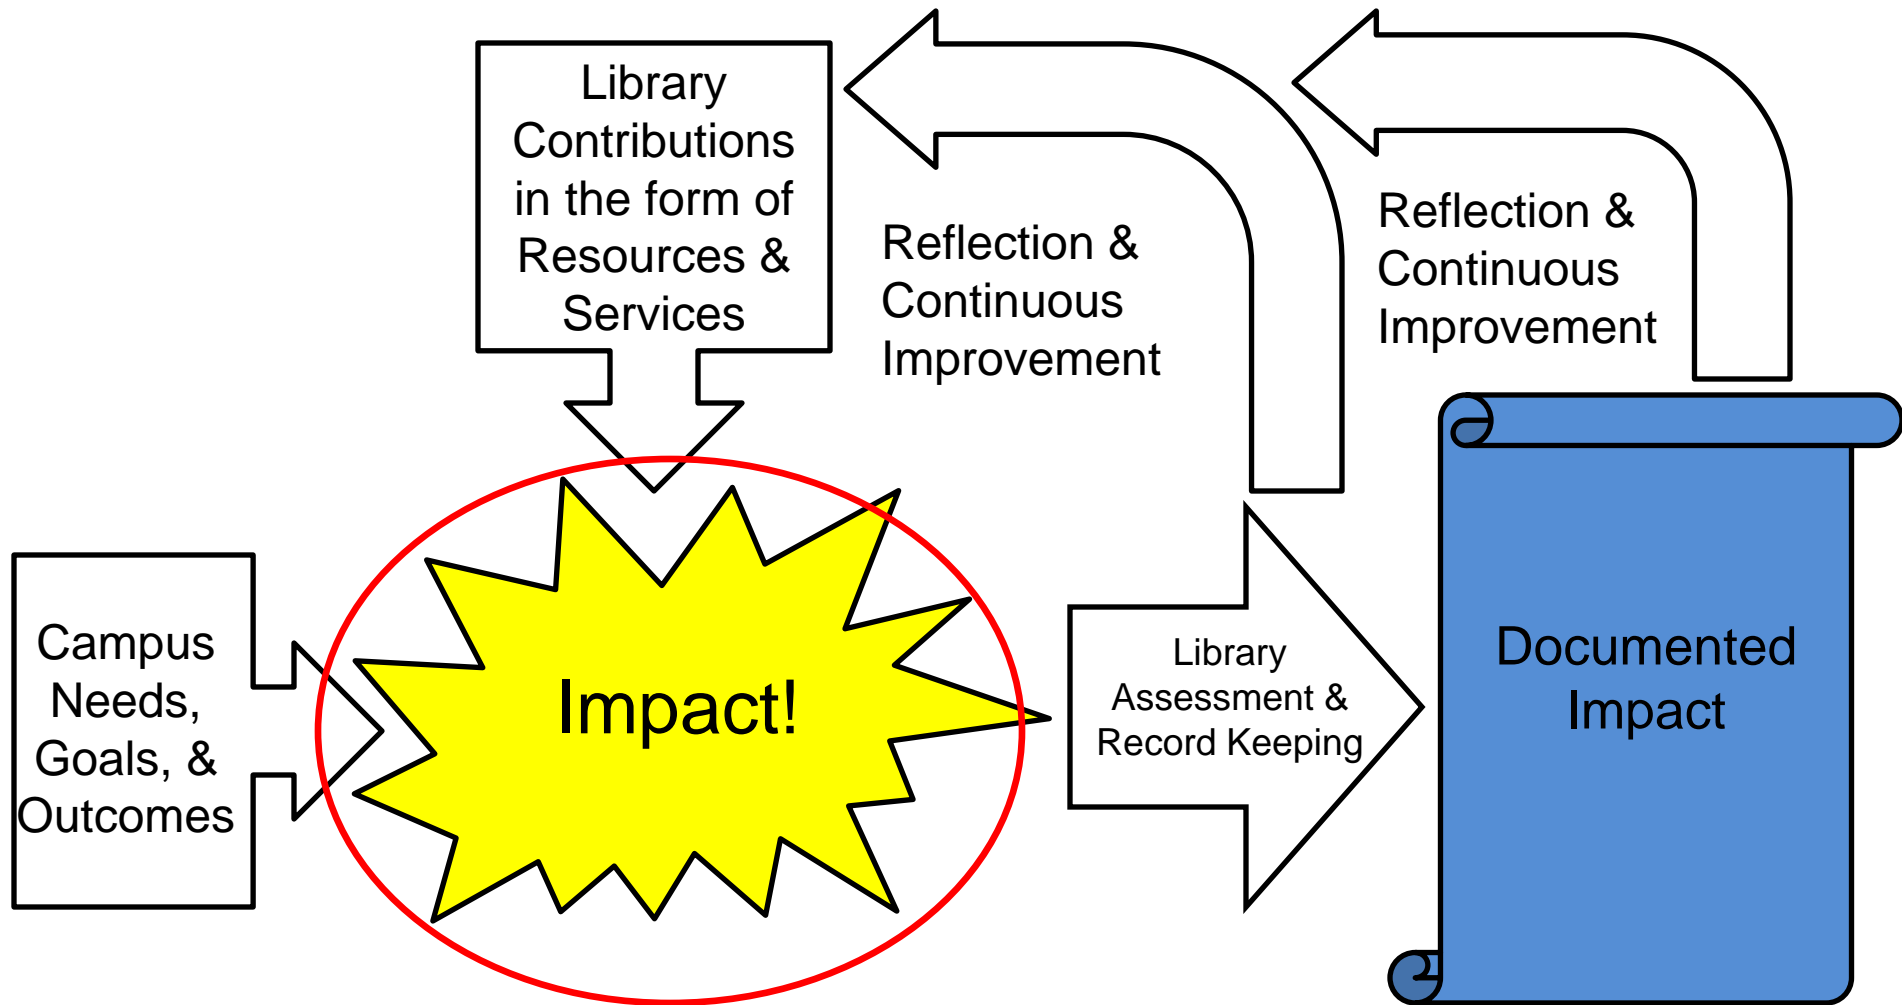 Library
Contributions
in the form of
Resources &
Services
Reflection &
Continuous
Improvement
Reflection &
Continuous
Improvement
Campus
Needs,
Goals, &
Outcomes
Impact!
Library
Assessment &
Record Keeping
Documented
Impact